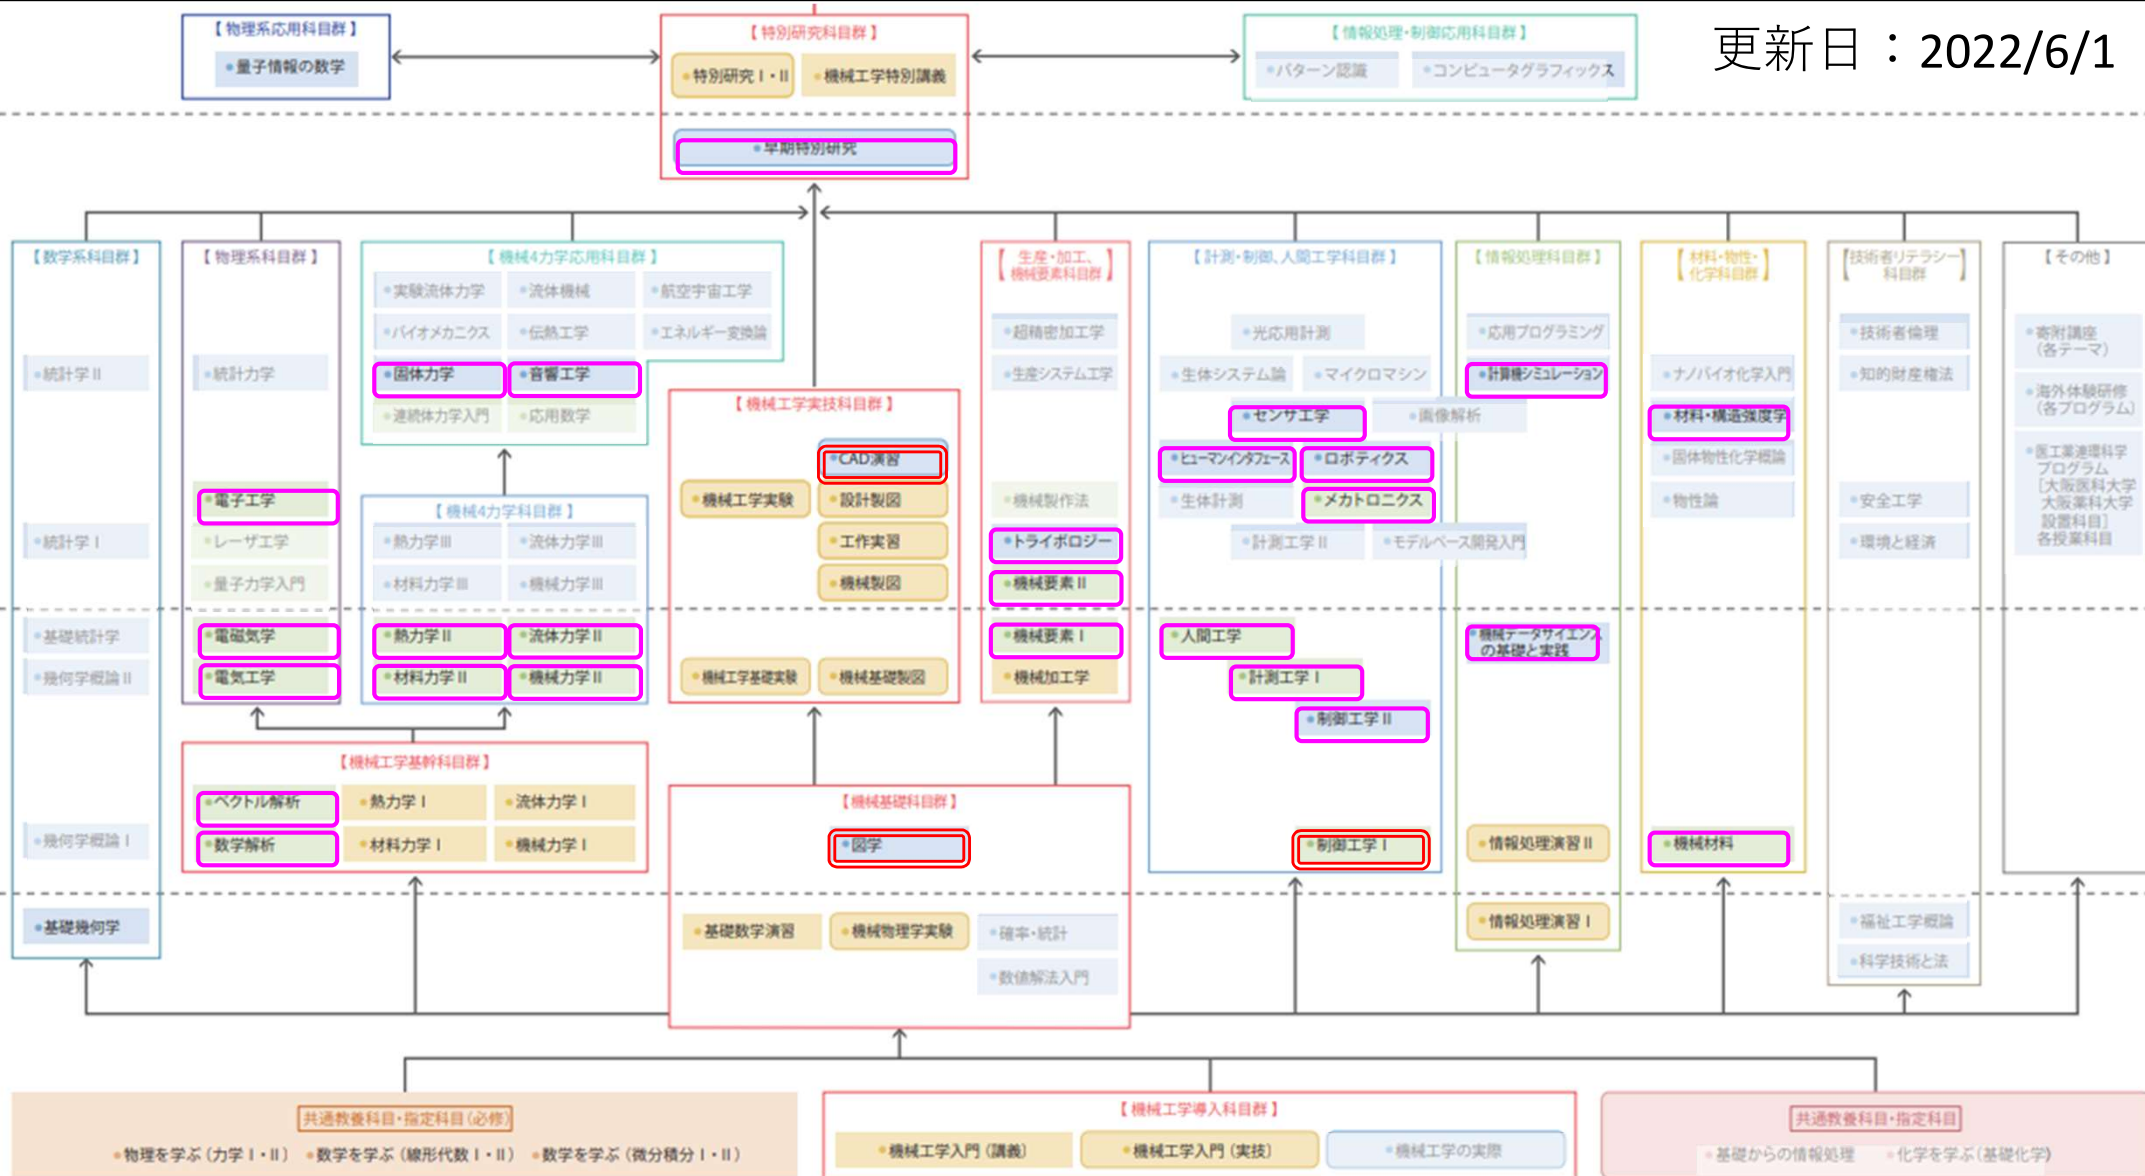 更新日：2022/6/1
【物理系応用科目群】
•量子情報の数学
【特別研究科目群】
•特別研究Ⅰ・Ⅱ
•機械工学特別講義
•早期特別研究
【情報処理・制御応用科目群】
•パターン認識
•コンピュータグラフィックス
【数学系科目群】
•統計学Ⅱ
•統計学Ⅰ
•基礎統計学
•幾何学概論Ⅱ
•幾何学概論Ⅰ
•基礎幾何学
【物理系科目群】
•統計力学
•電子工学
•レーザ工学
•量子力学入門
•電磁気学
•電気工学
【機械4力学応用科目群】
•実験流体力学
•流体機械
•航空宇宙工学
•バイオメカニクス
•伝熱工学
•エネルギー変換論
•固体力学
•音響工学
•連続体力学入門
•応用数学
【機械4力学科目群】
•熱力学Ⅲ
•流体力学Ⅲ
•材料力学Ⅲ
•機械力学Ⅲ
•熱力学Ⅱ
•流体力学Ⅱ
•材料力学Ⅱ
•機械力学Ⅱ
【機械工学基幹科目群】
•ベクトル解析
•熱力学Ⅰ
•流体力学Ⅰ
•数学解析
•材料力学Ⅰ
•機械力学Ⅰ
【機械工学実技科目群】
•CAD演習
•機械工学実験
•設計製図
•工作実習
•機械製図
•機械工学基礎実験
•機械基礎製図
【機械基礎科目群】
•図学
•基礎数学演習
•機械物理学実験
•確率・統計
•数値解法入門
【生産・加工、
機械要素科目群】
•超精密加工学
•生産システム工学
•機械製作法
•トライボロジー
•機械要素Ⅱ
•機械要素Ⅰ
•機械加工学
【計測・制御、人間工学科目群】
•光応用計測
•生体システム論
•マイクロマシン
•センサ工学
•画像解析
•ヒューマンインタフェース
•ロボティクス
•生体計測
•メカトロニクス
•計測工学Ⅱ
•モデルベース開発入門
•人間工学
•計測工学Ⅰ
•制御工学Ⅱ
•制御工学Ⅰ
【情報処理科目群】
•応用プログラミング
•計算機シミュレーション
•機械データサイエンス
の基礎と実践
•情報処理演習Ⅱ
•情報処理演習Ⅰ
【材料・物性・
化学科目群】
•ナノバイオ化学入門
•材料・構造強度学
•固体物性化学概論
•物性論
•機械材料
【技術者リテラシー
科目群】
•技術者倫理
•知的財産権法
•安全工学
•環境と経済
•福祉工学概論
•科学技術と法
【その他】
•寄附講座
（各テーマ）
•海外体験研修
（各プログラム）
•医工薬連環科学
プログラム
［大阪医科大学
大阪薬科大学
設置科目］
各授業科目
共通教養科目・指定科目（必修）
•物理を学ぶ（力学Ⅰ・Ⅱ） •数学を学ぶ（線形代数Ⅰ・Ⅱ） •数学を学ぶ（微分積分Ⅰ・Ⅱ）
【機械工学導入科目群】
•機械工学入門（講義）
•機械工学入門（実技）
•機械工学の実際
共通教養科目・指定科目
•基礎からの情報処理 •化学を学ぶ（基礎化学）